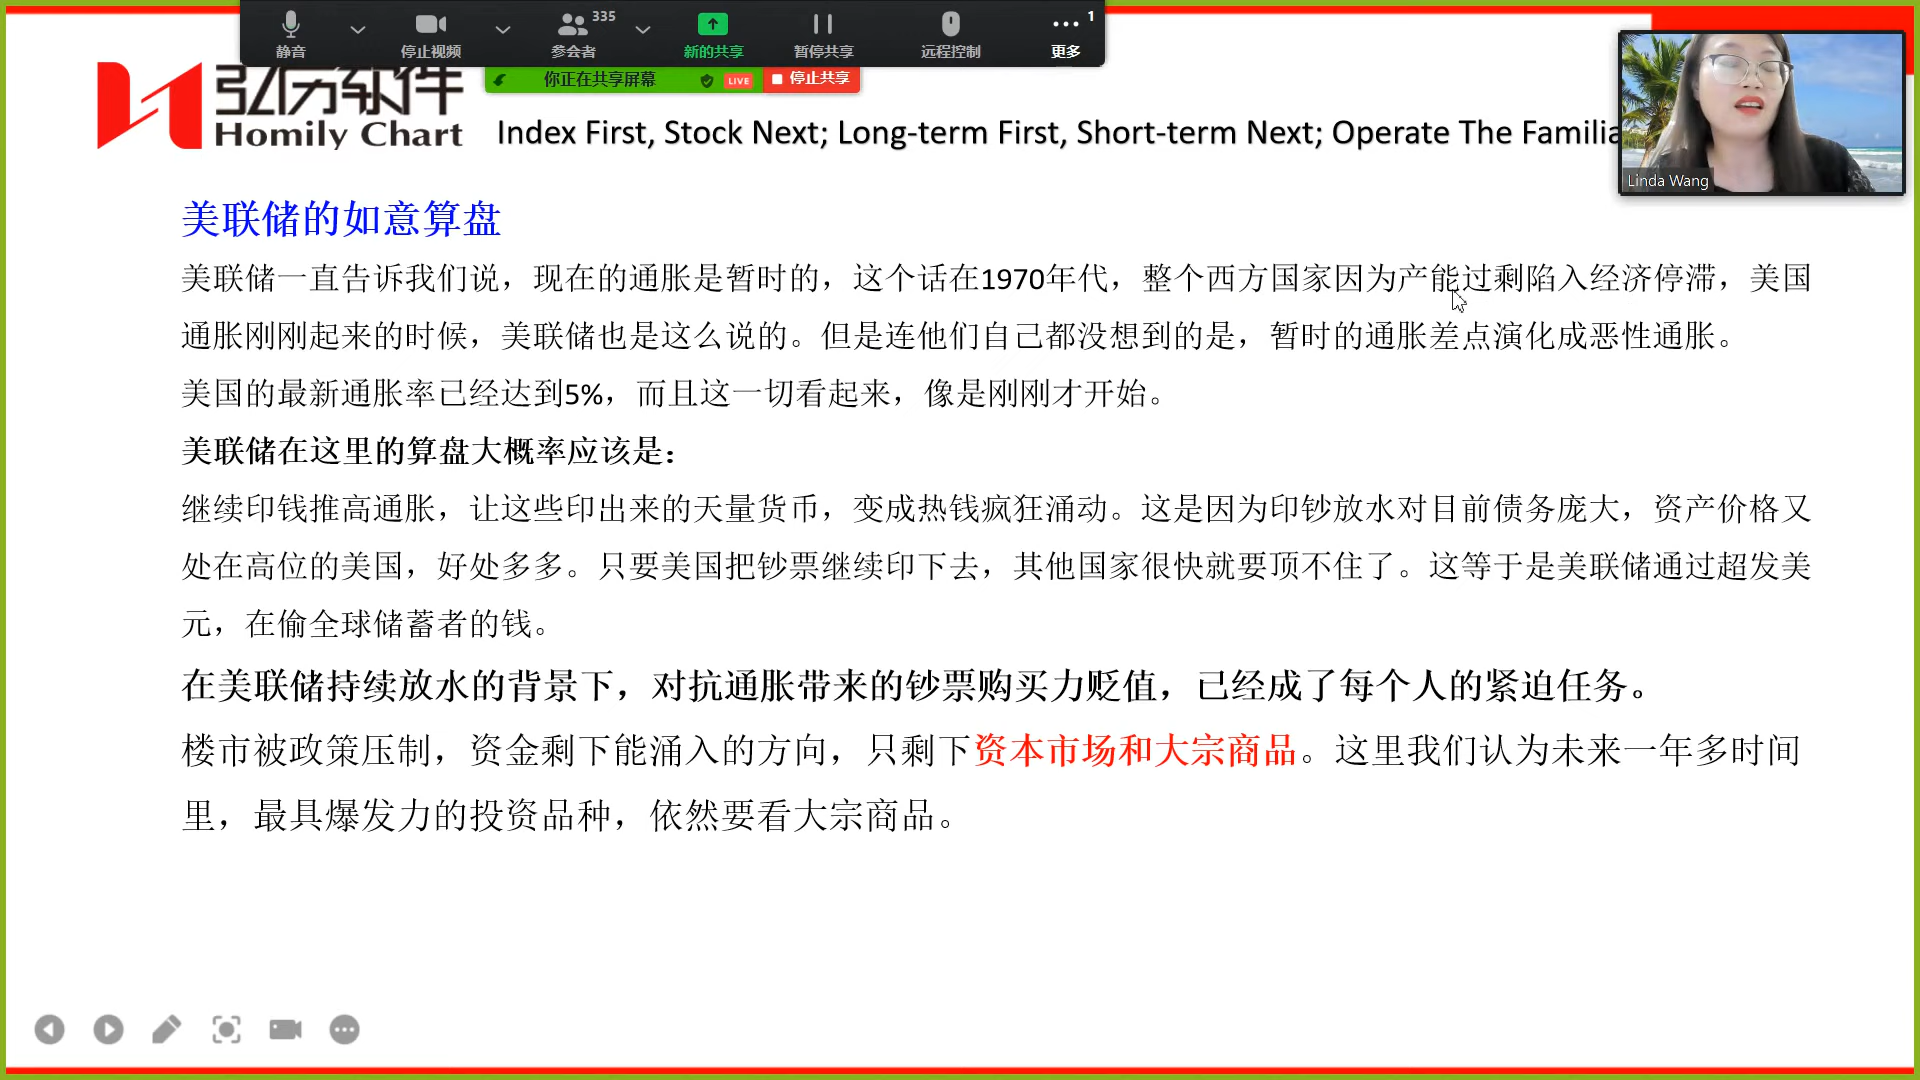 静音
停止视频
参会者
335
新的共享
暂停共享
远程控制
更多
1
你正在共享屏幕
LIVE
停止共享
弘历软件
Homily Chart
Index First, Stock Next; Long-term First, Short-term Next; Operate The Familia
Linda Wang
美联储的如意算盘
美联储一直告诉我们说，现在的通胀是暂时的，这个话在1970年代，整个西方国家因为产能过剩陷入经济停滞，美国
通胀刚刚起来的时候，美联储也是这么说的。但是连他们自己都没想到的是，暂时的通胀差点演化成恶性通胀。
美国的最新通胀率已经达到5%，而且这一切看起来，像是刚刚才开始。
美联储在这里的算盘大概率应该是：
继续印钱推高通胀，让这些印出来的天量货币，变成热钱疯狂涌动。这是因为印钞放水对目前债务庞大，资产价格又
处在高位的美国，好处多多。只要美国把钞票继续印下去，其他国家很快就要顶不住了。这等于是美联储通过超发美
元，在偷全球储蓄者的钱。
在美联储持续放水的背景下，对抗通胀带来的钞票购买力贬值，已经成了每个人的紧迫任务。
楼市被政策压制，资金剩下能涌入的方向，只剩下资本市场和大宗商品。这里我们认为未来一年多时间
里，最具爆发力的投资品种，依然要看大宗商品。